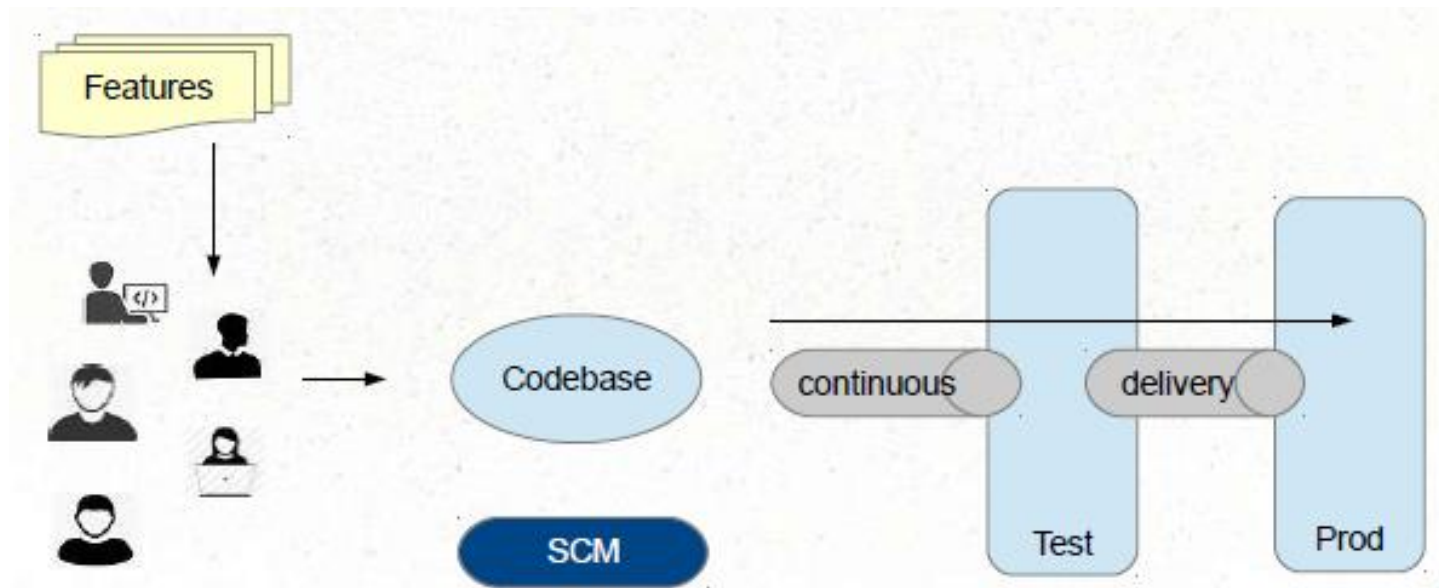 Features
</>
Codebase
continuous
delivery
SCM
Test
Prod